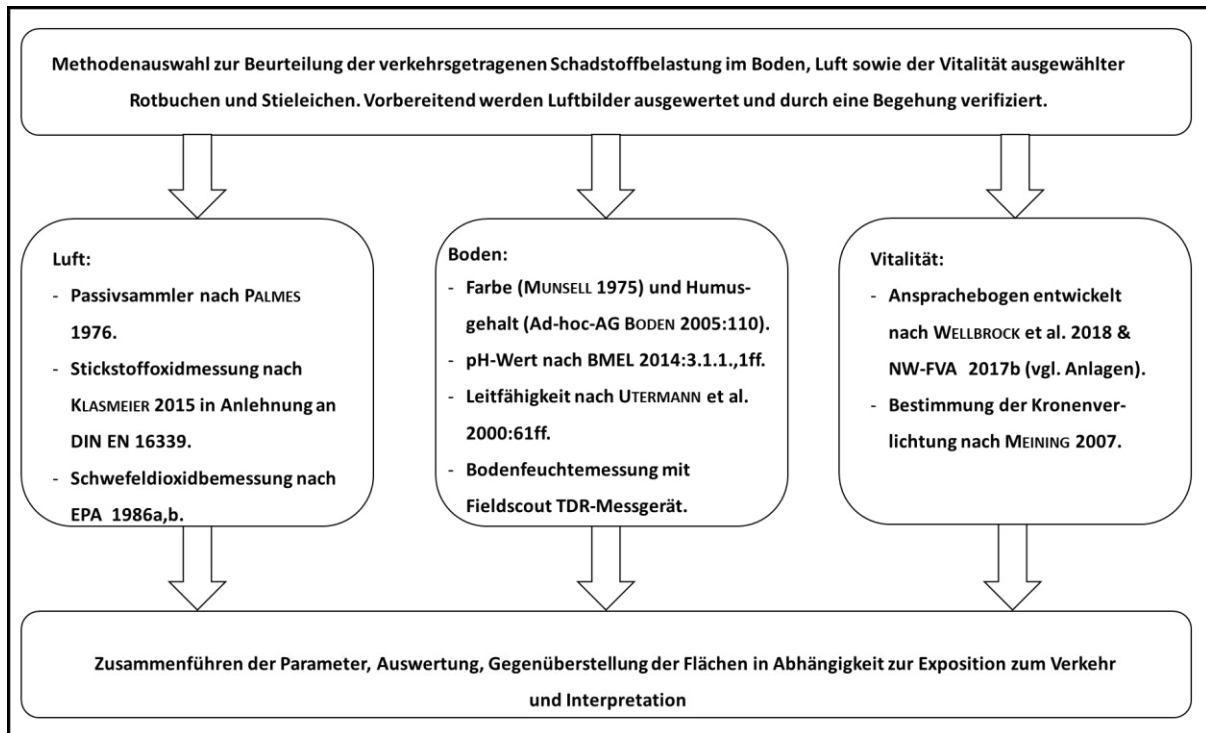 Methodenauswahl zur Beurteilung der verkehrsgetragenen Schadstoffbelastung im Boden, Luft sowie der Vitalität ausgewählter
Rotbuchen und Stieleichen. Vorbereitend werden Luftbilder ausgewertet und durch eine Begehung verifiziert.
Luft:
- Passivsammler nach PALMES
1976.
- Stickstoffoxidmessung nach
KLASMEIER 2015 in Anlehnung an
DIN EN 16339.
- Schwefeldioxidbemessung nach
EPA 1986a,b.
Boden:
- Farbe (MUNSELL 1975) und Humus-
gehalt (Ad-hoc-AG BODEN 2005:110).
- pH-Wert nach BMEL 2014:3.1.1.,1ff.
- Leitfähigkeit nach UTERMANN et al.
2000:61ff.
- Bodenfeuchtemessung mit
Fieldscout TDR-Messgerät.
Vitalität:
- Ansprachebogen entwickelt
nach WELLBROCK et al. 2018 &
NW-FVA 2017b (vgl. Anlagen).
- Bestimmung der Kronenver-
lichtung nach MEINING 2007.
Zusammenführen der Parameter, Auswertung, Gegenüberstellung der Flächen in Abhängigkeit zur Exposition zum Verkehr
und Interpretation